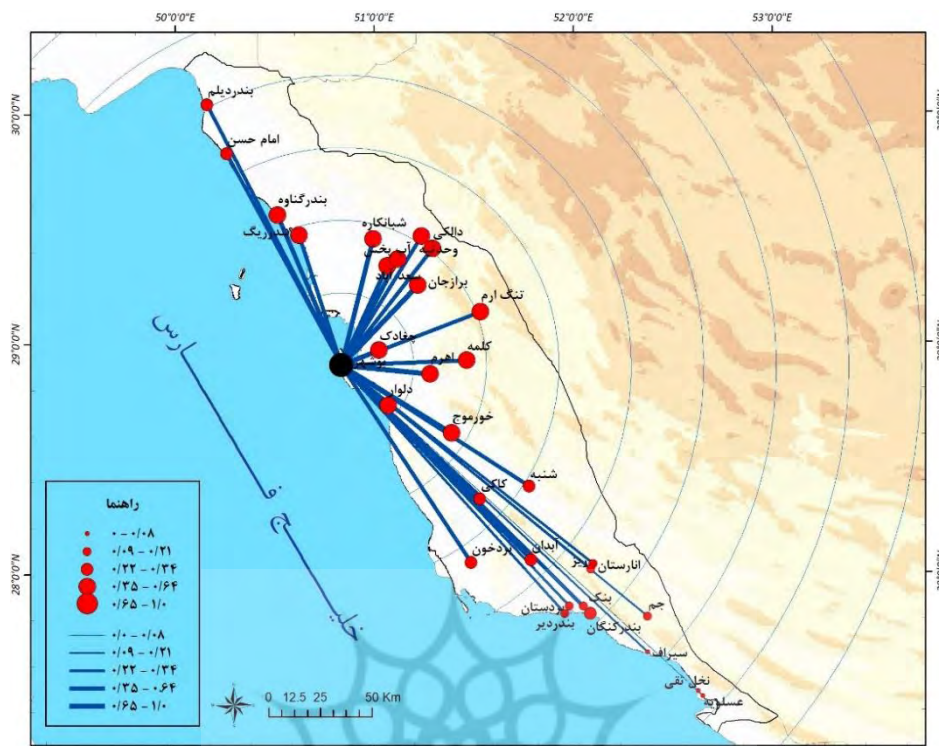 50°0'0"E
51°0'0"E
52°0'0"E
53°0'0"E
30°0'0"N
29°0'0"N
28°0'0"N
بندردیلم
امام حسن
بندرگناوه
بندرریگ
شبانکاره
دالکی
وحدتیه
آب پخش
سعد آباد
برازجان
تنگ ارم
چغادک
کلمه
اهرم
دلوار
خورموج
شنبه
کاکی
بردخون
آبدان
انارستان
ریز
بنک
بردستان
بندردیر
بندرکنگان
جم
سیراف
نخل تقی
عسلویه
خلیج فارس
راهنما
۰ - ۰/۰۸
۰/۰۹ - ۰/۲۱
۰/۲۲ - ۰/۳۴
۰/۳۵ - ۰/۶۴
۰/۶۵ - ۱/۰
۰/۰ - ۰/۰۸
۰/۰۹ - ۰/۲۱
۰/۲۲ - ۰/۳۴
۰/۳۵ - ۰/۶۴
۰/۶۵ - ۱/۰
0 12.5 25 50 Km